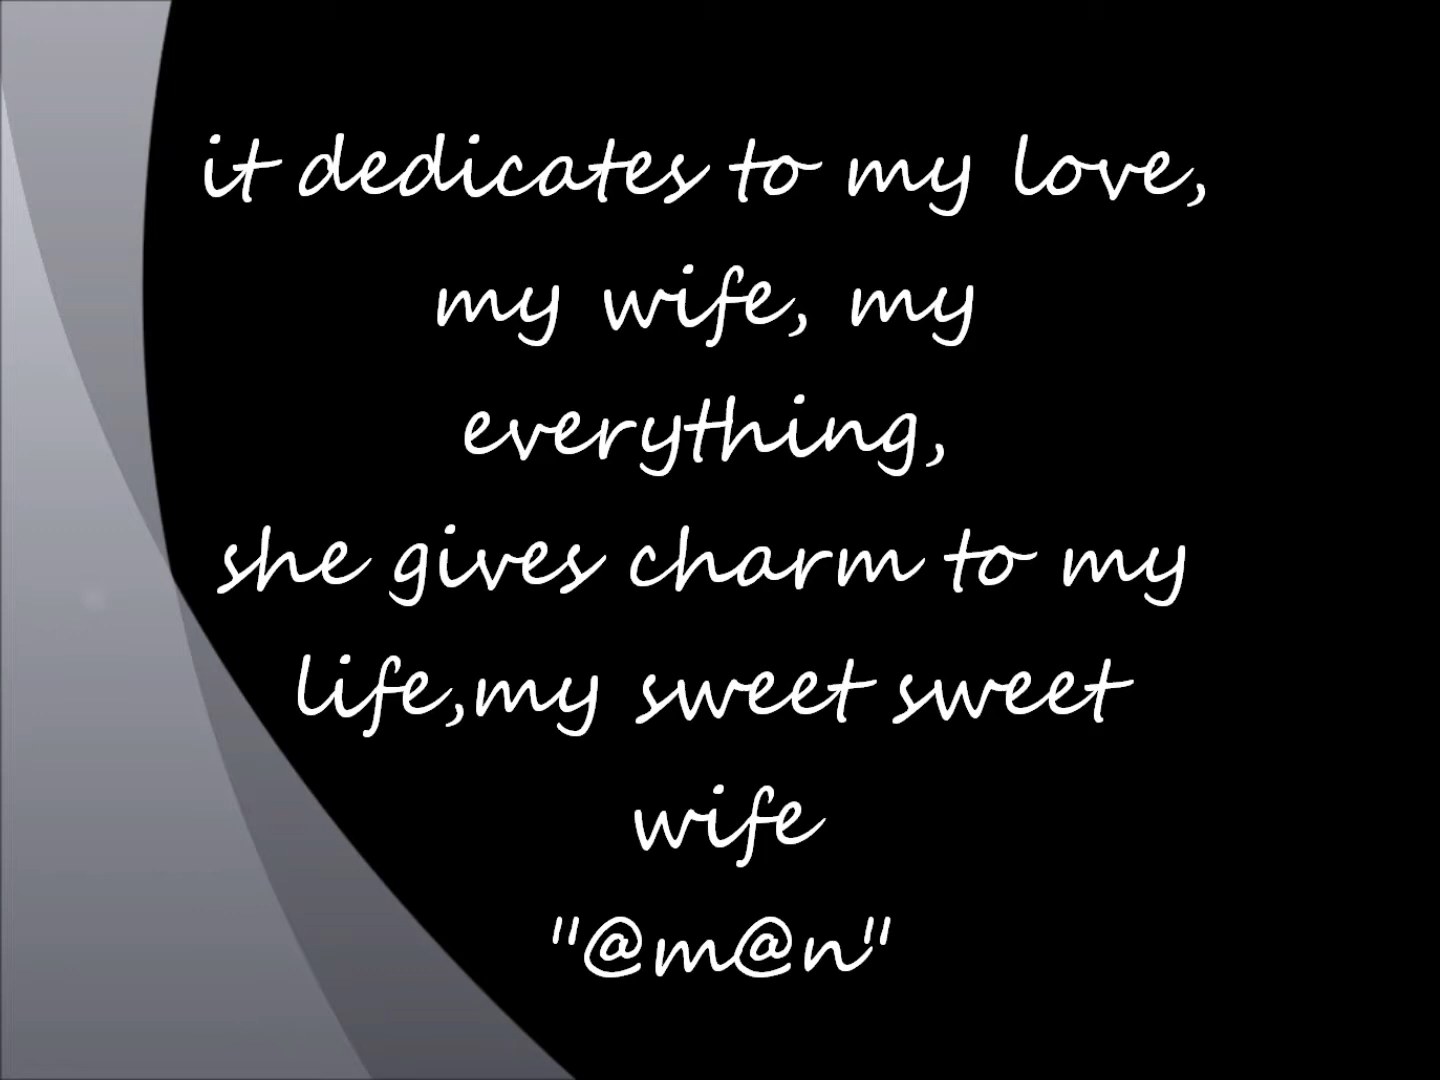 it dedicates to my love,
my wife, my
everything,
she gives charm to my
life,my sweet sweet
wife
"@m@n"